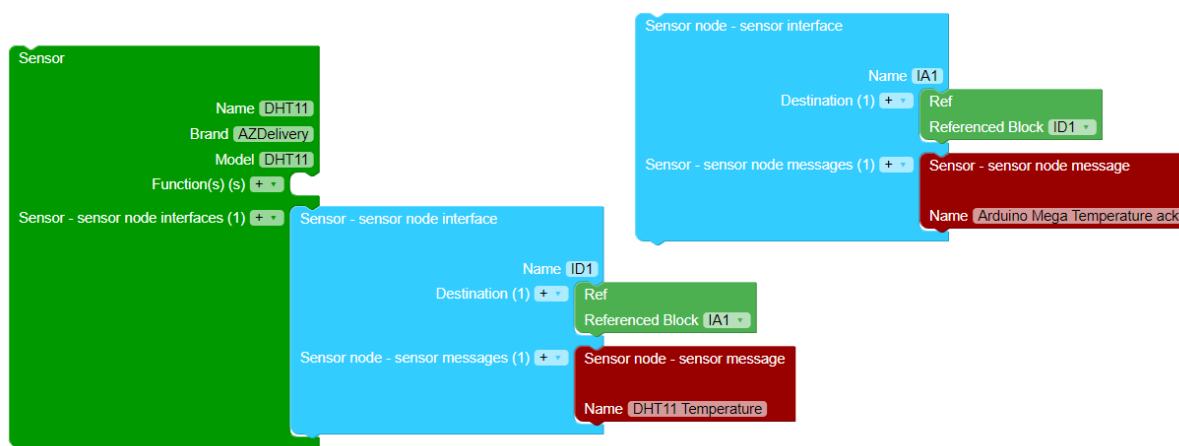 Sensor
Name DHT11
Brand AZDelivery
Model DHT11
Function(s) (s) +
Sensor - sensor node interfaces (1) +
Sensor - sensor node interface
Name ID1
Destination (1) +
Ref
Referenced Block IA1
Sensor node - sensor messages (1) +
Sensor node - sensor message
Name DHT11 Temperature
Sensor node - sensor interface
Name IA1
Destination (1) +
Ref
Referenced Block ID1
Sensor - sensor node messages (1) +
Sensor - sensor node message
Name Arduino Mega Temperature ack